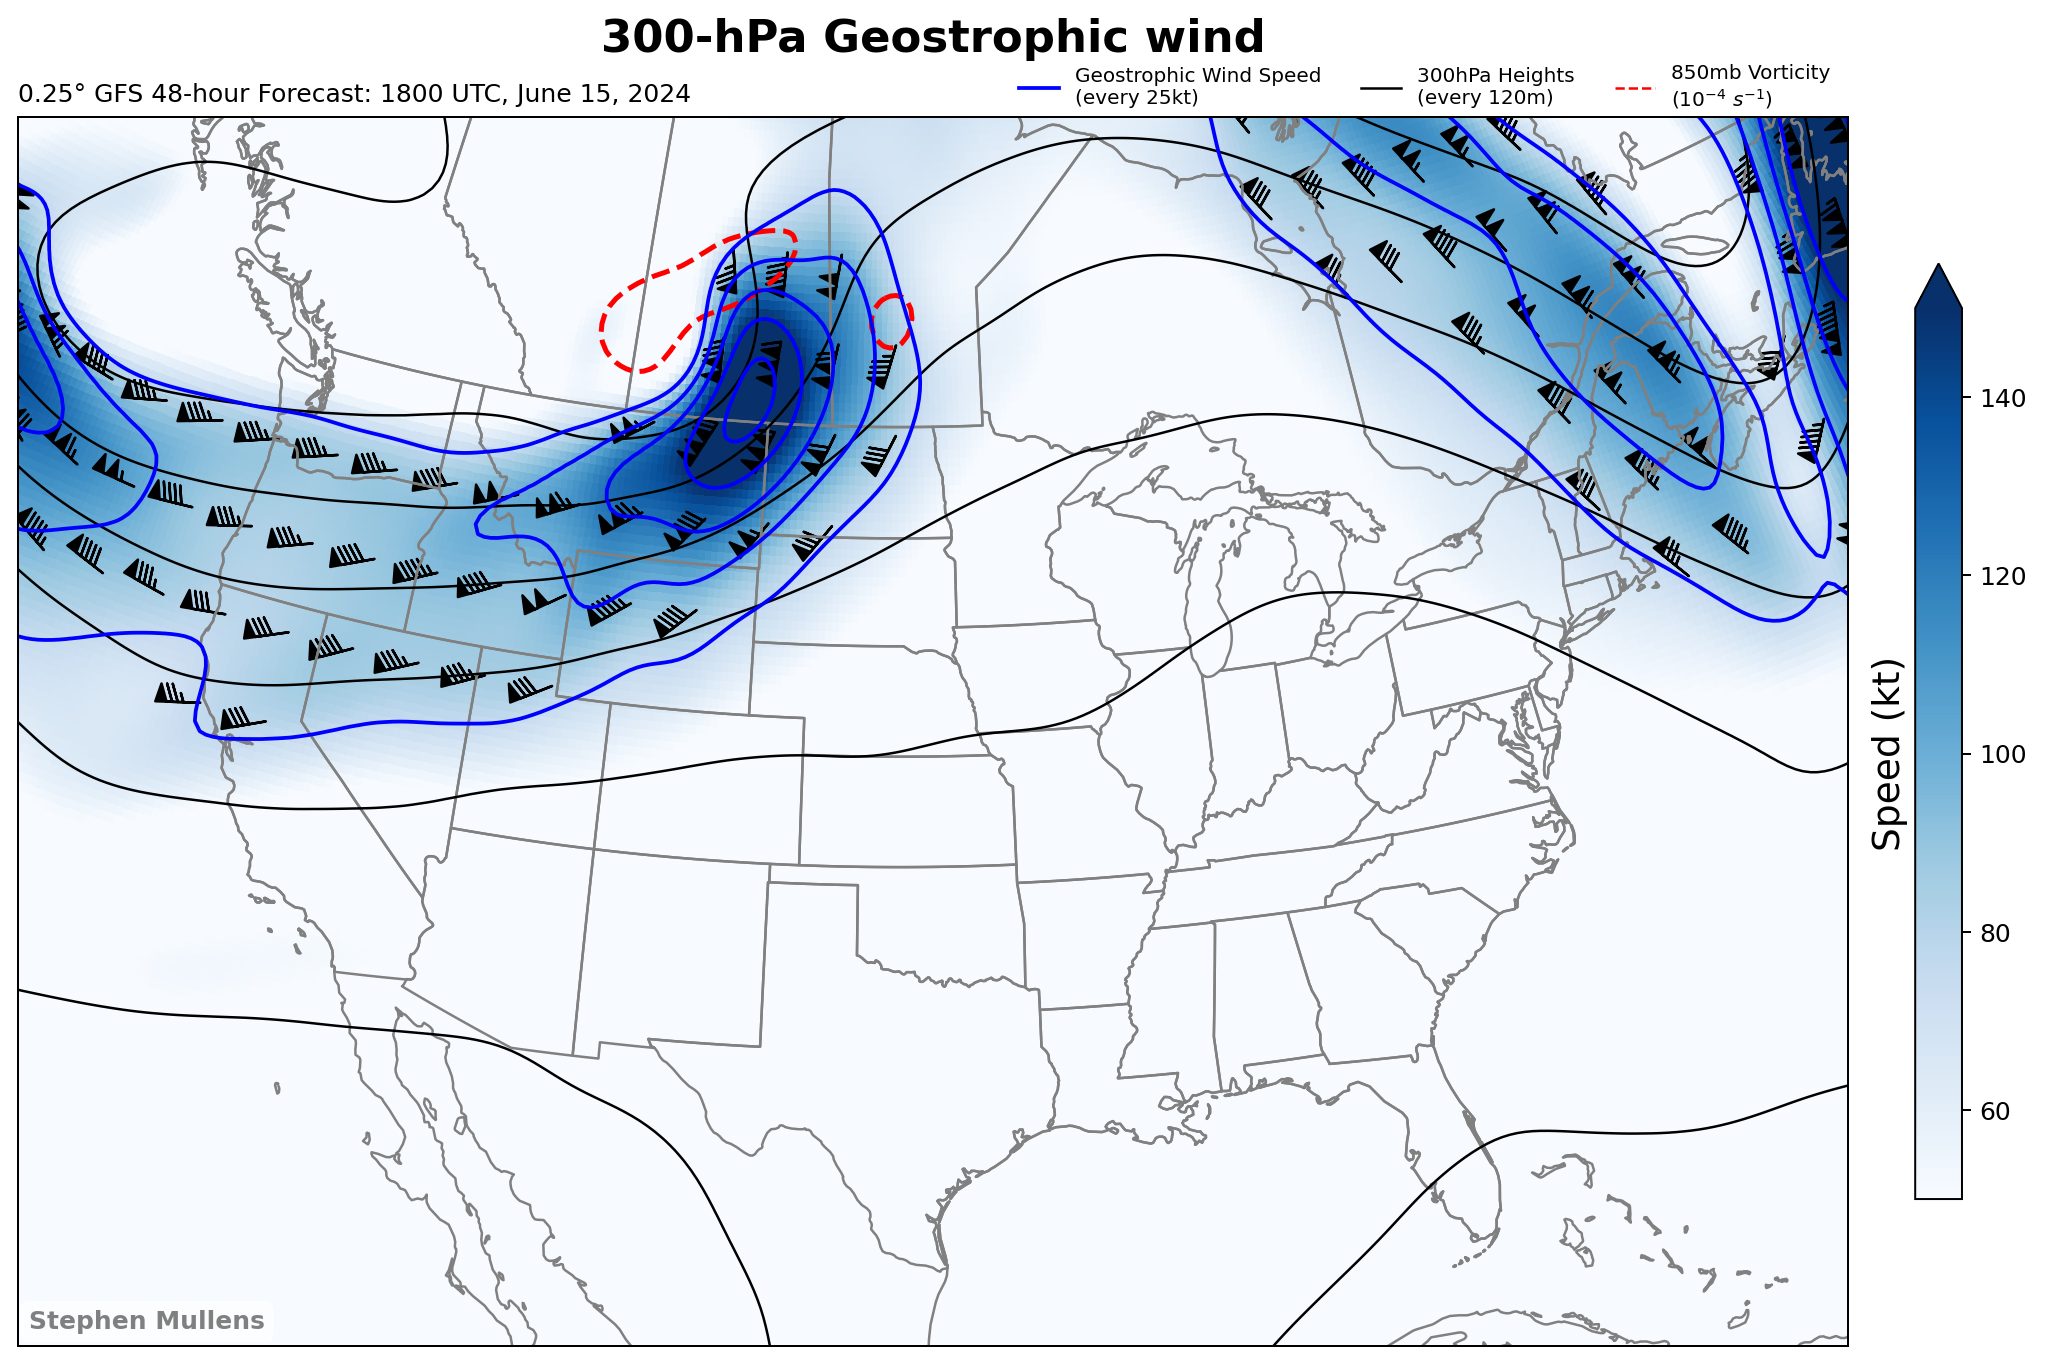 300-hPa Geostrophic wind
0.25° GFS 48-hour Forecast: 1800 UTC, June 15, 2024
Geostrophic Wind Speed
(every 25kt)
300hPa Heights
(every 120m)
850mb Vorticity
(10⁻⁴ s⁻¹)
140
120
100
80
60
Speed (kt)
Stephen Mullens